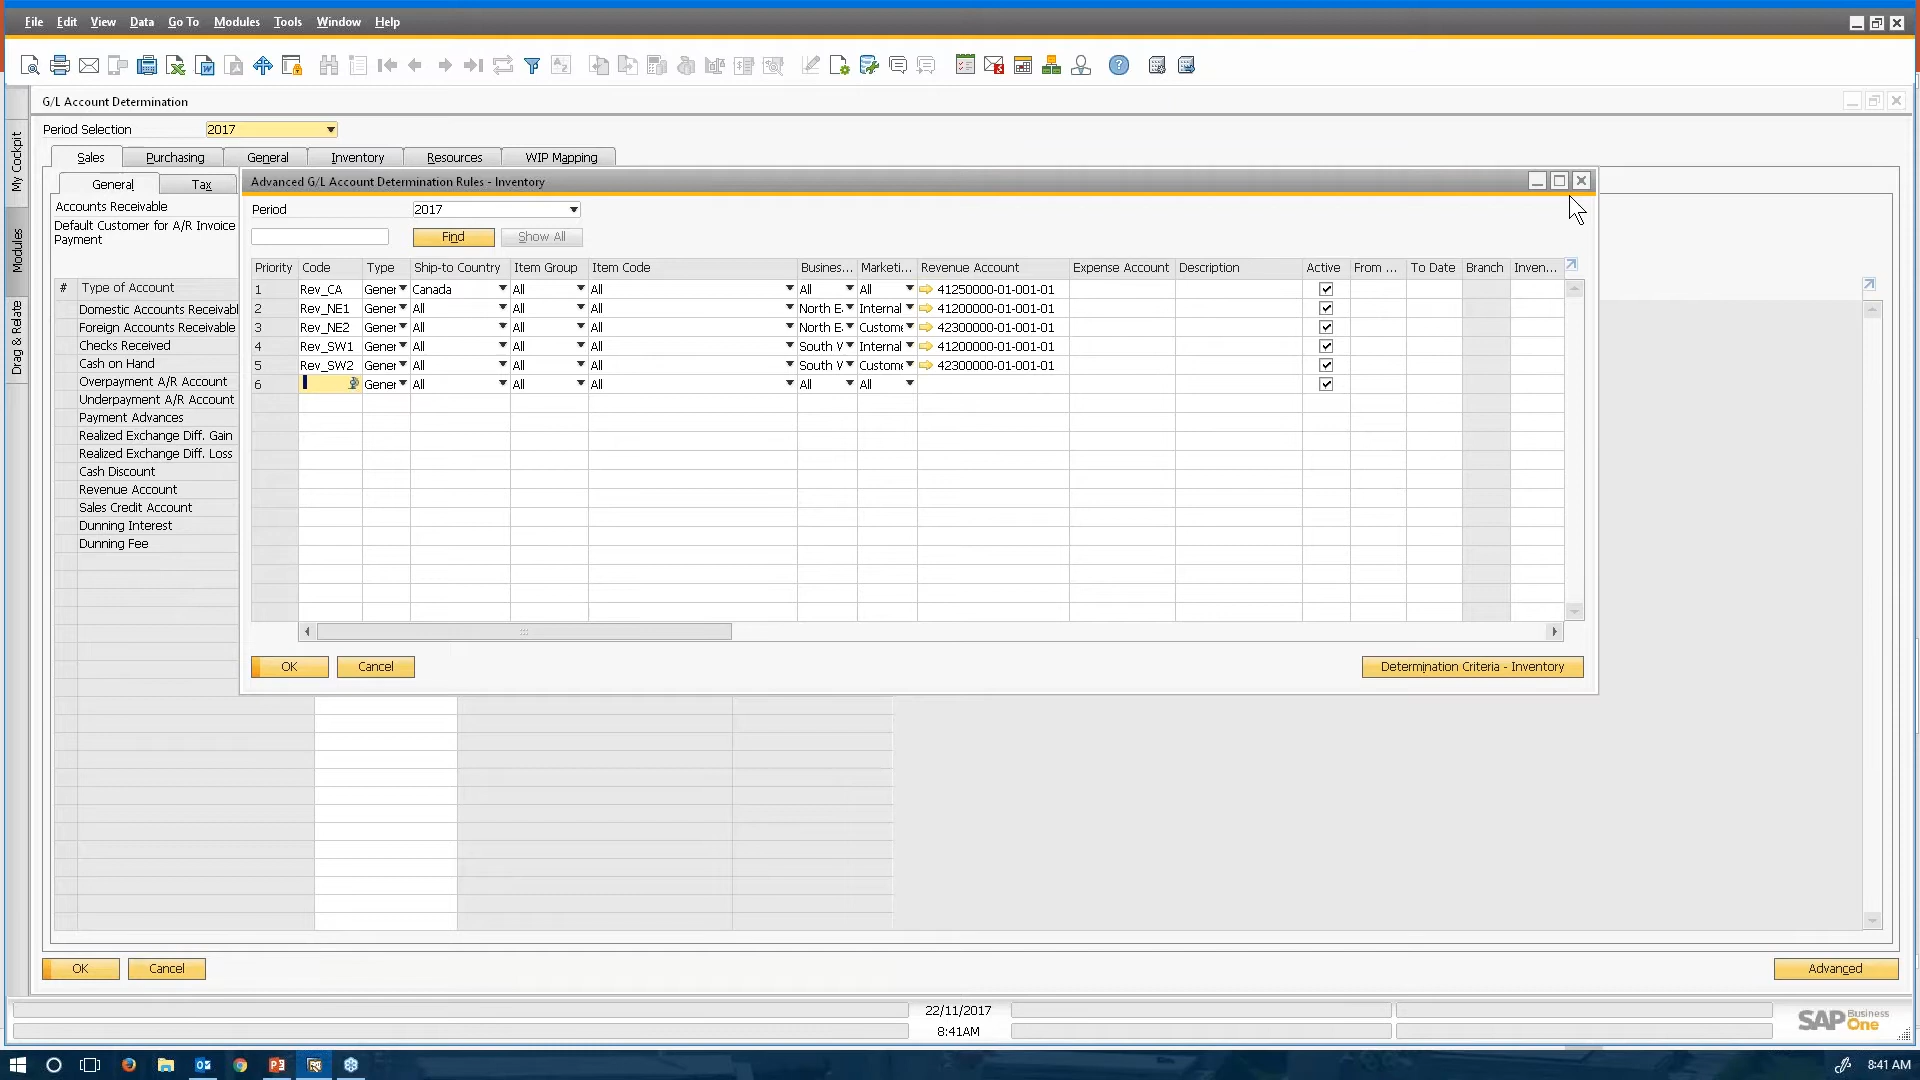 File Edit View Data Go To Modules Tools Window Help
G/L Account Determination
Period Selection 2017
My Cockpit
Modules
Drag & Relate
Sales Purchasing General Inventory Resources WIP Mapping
General Tax
Accounts Receivable
Default Customer for A/R Invoice
Payment
# Type of Account
Domestic Accounts Receivabl
Foreign Accounts Receivable
Checks Received
Cash on Hand
Overpayment A/R Account
Underpayment A/R Account
Payment Advances
Realized Exchange Diff. Gain
Realized Exchange Diff. Loss
Cash Discount
Revenue Account
Sales Credit Account
Dunning Interest
Dunning Fee
Advanced G/L Account Determination Rules - Inventory
Period 2017
Find Show All
Priority Code Type Ship-to Country Item Group Item Code Busines... Marketi... Revenue Account Expense Account Description Active From ... To Date Branch Inven...
1 Rev_CA Gener Canada All All All All 41250000-01-001-01
2 Rev_NE1 Gener All All All North E. Internal 41200000-01-001-01
3 Rev_NE2 Gener All All All North E. Custome 42300000-01-001-01
4 Rev_SW1 Gener All All All South V Internal 41200000-01-001-01
5 Rev_SW2 Gener All All All South V Custome 42300000-01-001-01
6 Gener All All All All All
OK Cancel Determination Criteria - Inventory
OK Cancel Advanced
22/11/2017
8:41AM
SAP Business One
8:41 AM